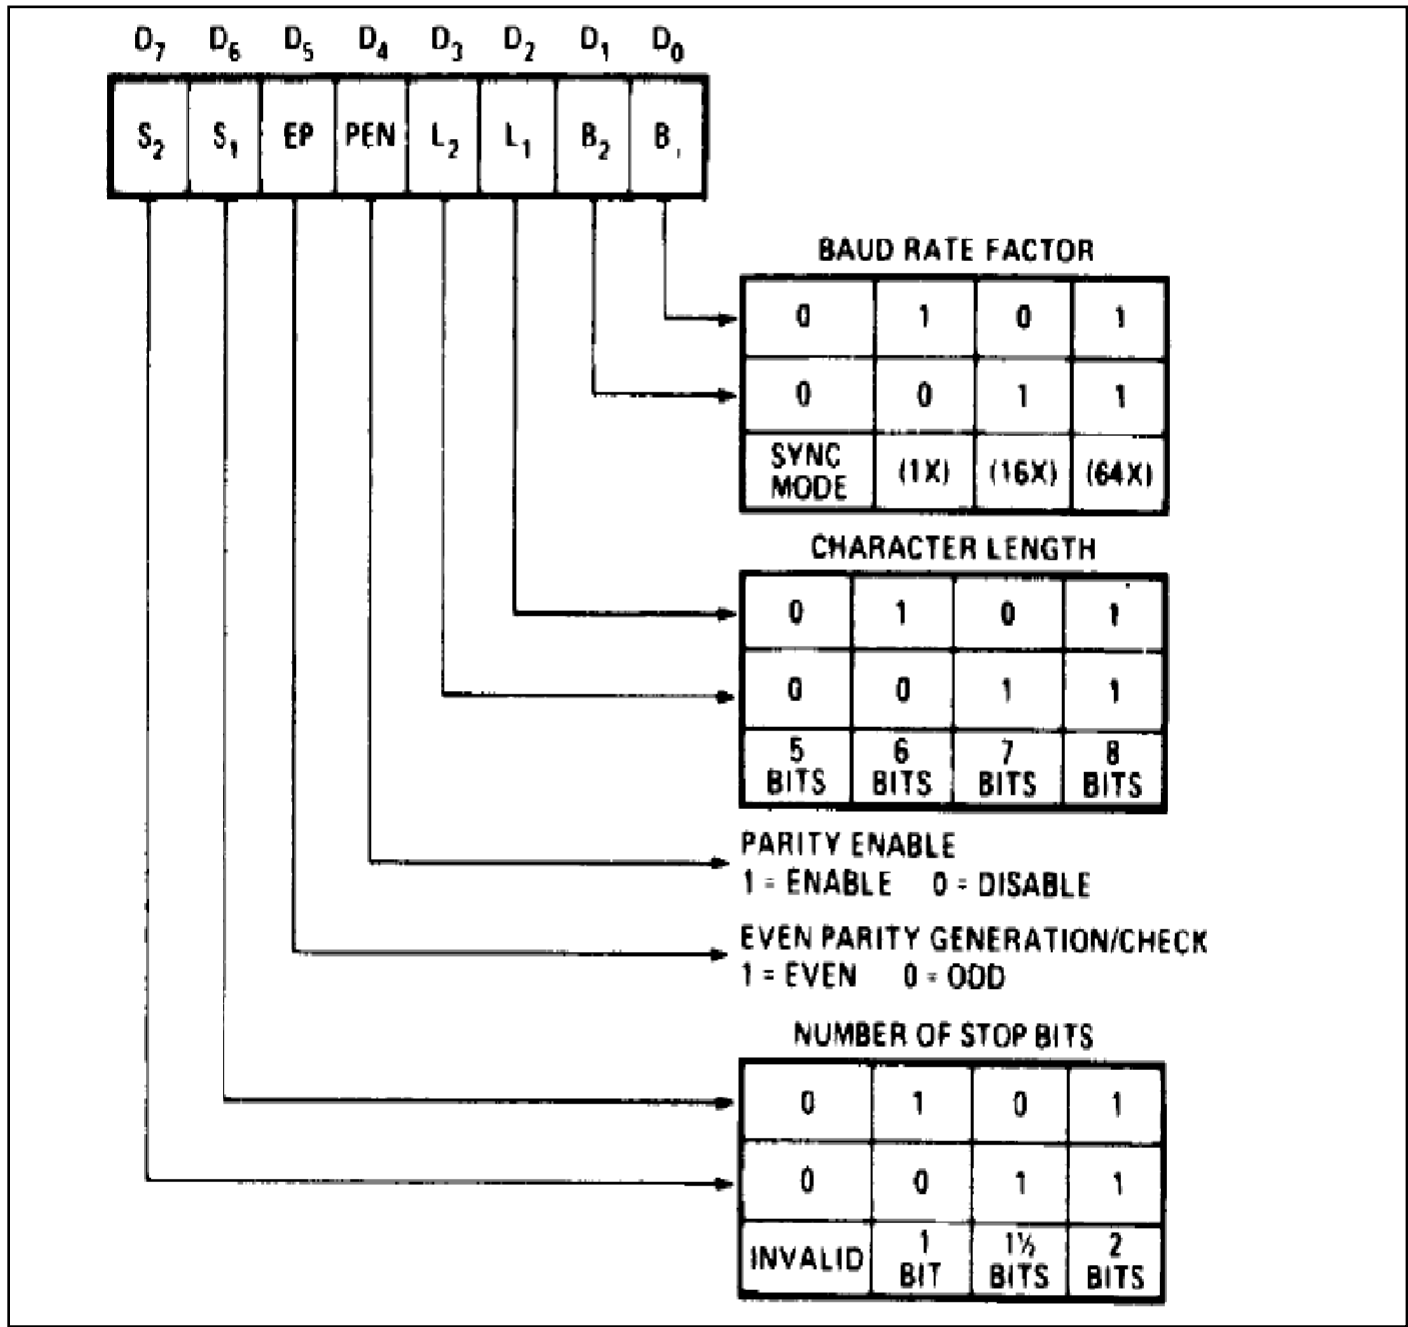 D7 D6 D5 D4 D3 D2 D1 D0
S2 S1 EP PEN L2 L1 B2 B1
BAUD RATE FACTOR
0 1 0 1
0 0 1 1
SYNC MODE (1X) (16X) (64X)
CHARACTER LENGTH
0 1 0 1
0 0 1 1
5 BITS 6 BITS 7 BITS 8 BITS
PARITY ENABLE
1 = ENABLE 0 = DISABLE
EVEN PARITY GENERATION/CHECK
1 = EVEN 0 = ODD
NUMBER OF STOP BITS
0 1 0 1
0 0 1 1
INVALID 1 BIT 1½ BITS 2 BITS